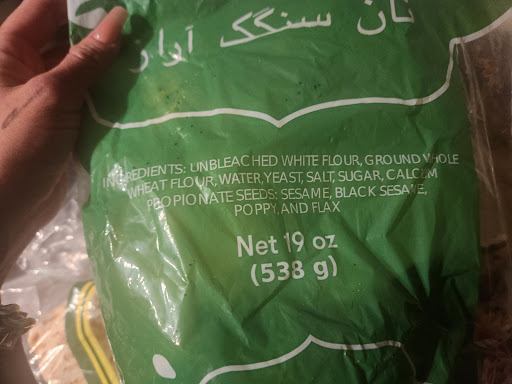 نان سنگک آواز
INGREDIENTS: UNBLEACHED WHITE FLOUR, GROUND WHOLE
WHEAT FLOUR, WATER, YEAST, SALT, SUGAR, CALCIUM
PROPIONATE SEEDS: SESAME, BLACK SESAME,
POPPY, AND FLAX
Net 19 oz
(538 g)